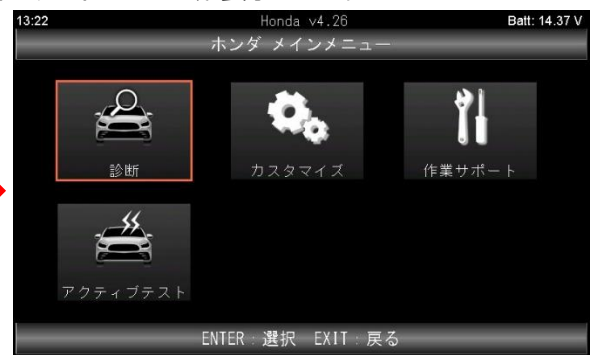 13:22 Honda v4.26 Batt: 14.37 V
ホンダ メインメニュー
診断 カスタマイズ 作業サポート
アクティブテスト
ENTER:選択 EXIT:戻る